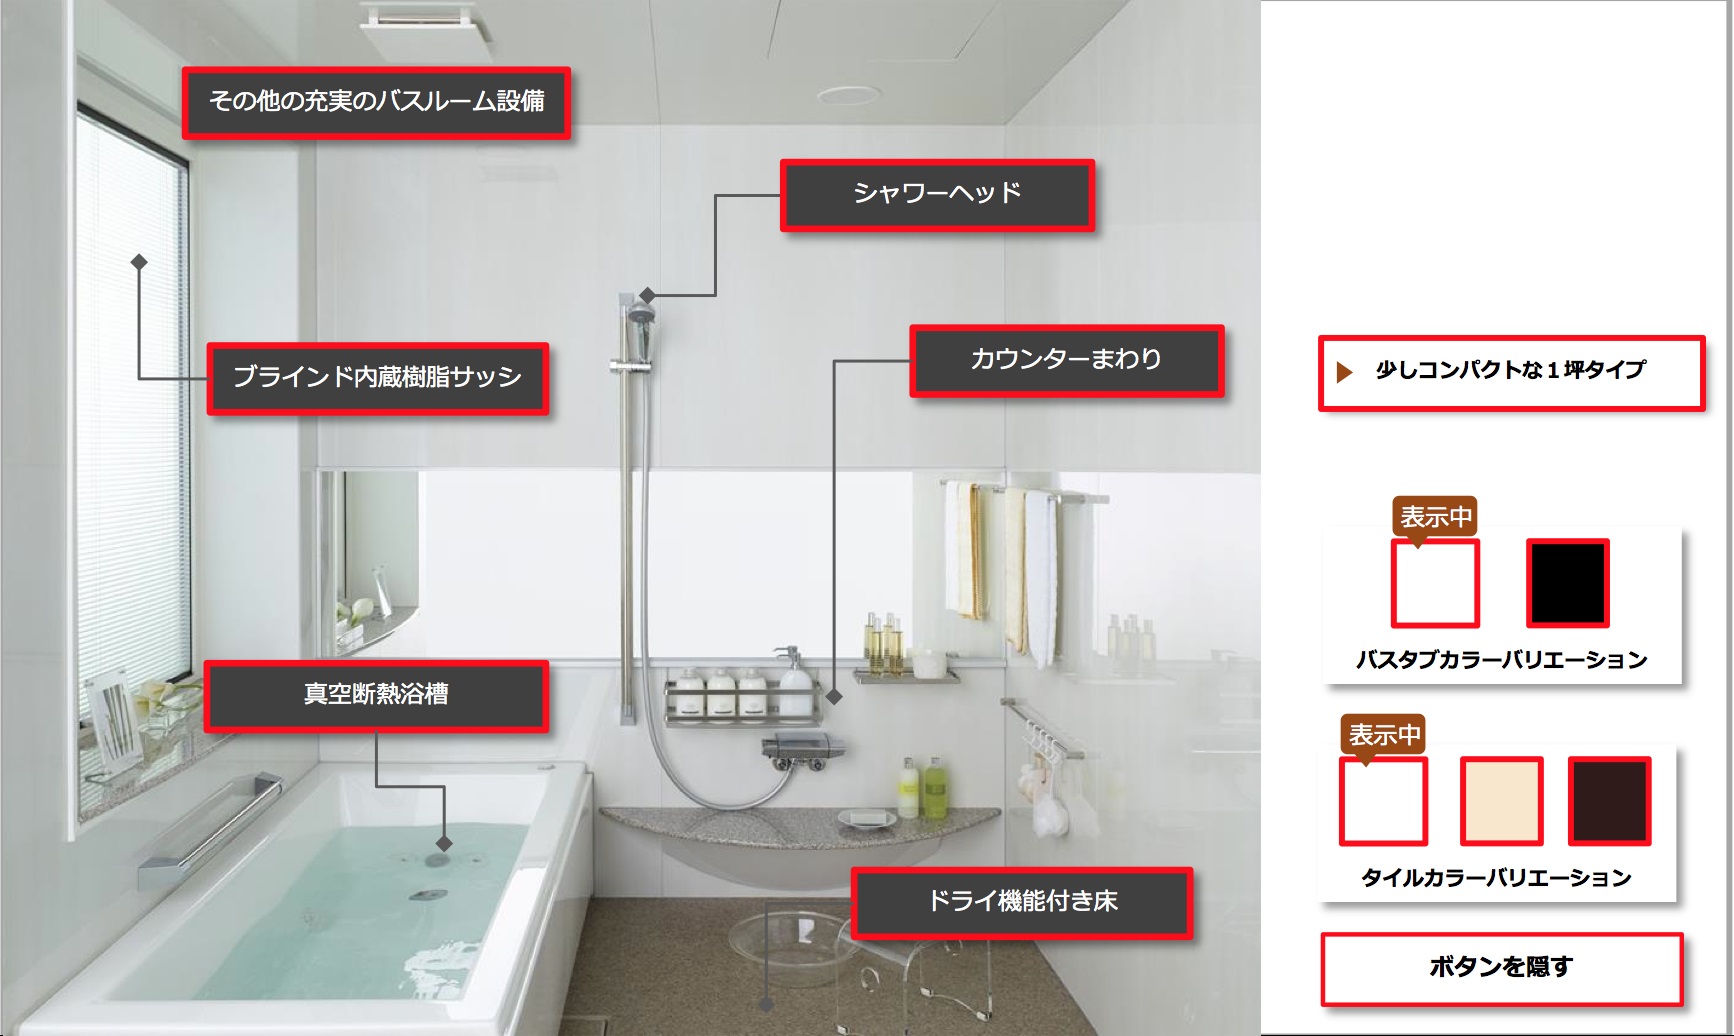 その他の充実のバスルーム設備
シャワーヘッド
カウンターまわり
ブラインド内蔵樹脂サッシ
真空断熱浴槽
ドライ機能付き床
少しコンパクトな１坪タイプ
表示中
バスタブカラーバリエーション
表示中
タイルカラーバリエーション
ボタンを隠す